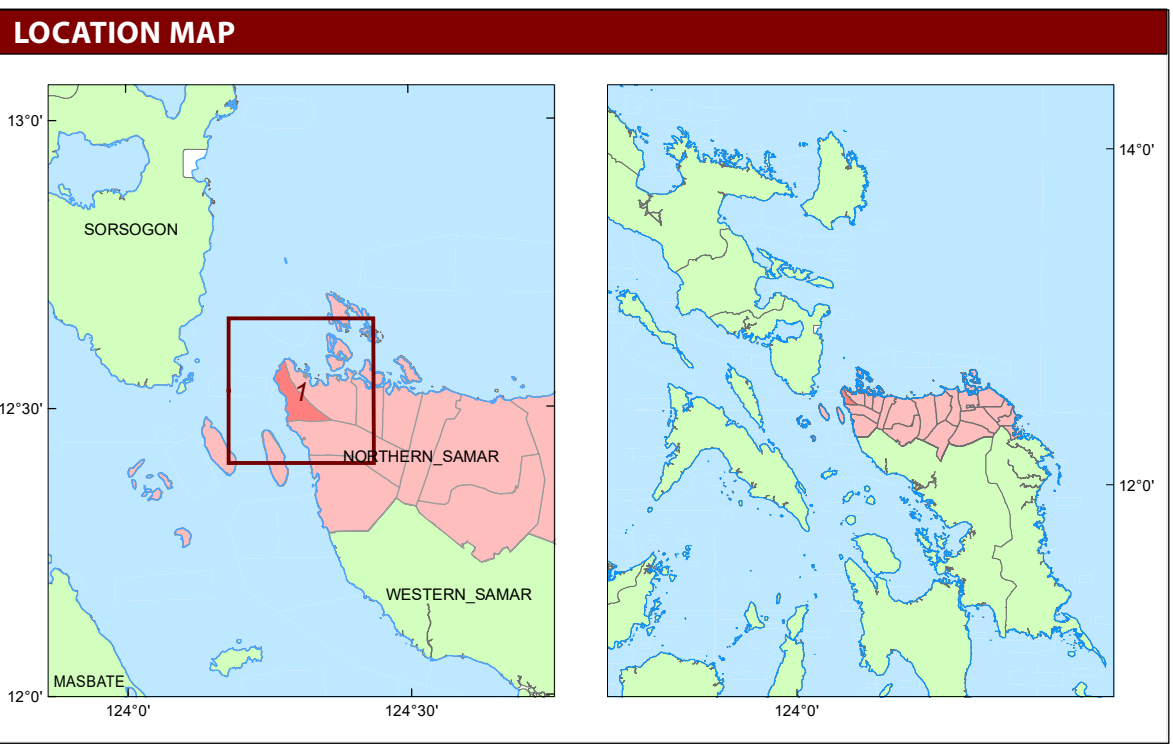 LOCATION MAP
13°0'
14°0'
SORSOGON
1
12°30'
NORTHERN_SAMAR
12°0'
WESTERN_SAMAR
MASBATE
12°0'
124°0'
124°30'
124°0'